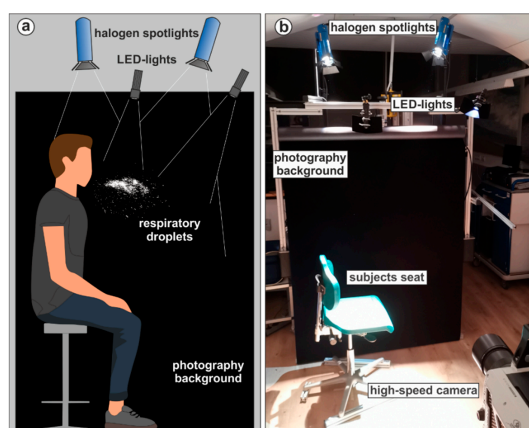 a
halogen spotlights
LED-lights
respiratory
droplets
photography
background
b
halogen spotlights
LED-lights
photography
background
subjects seat
high-speed camera